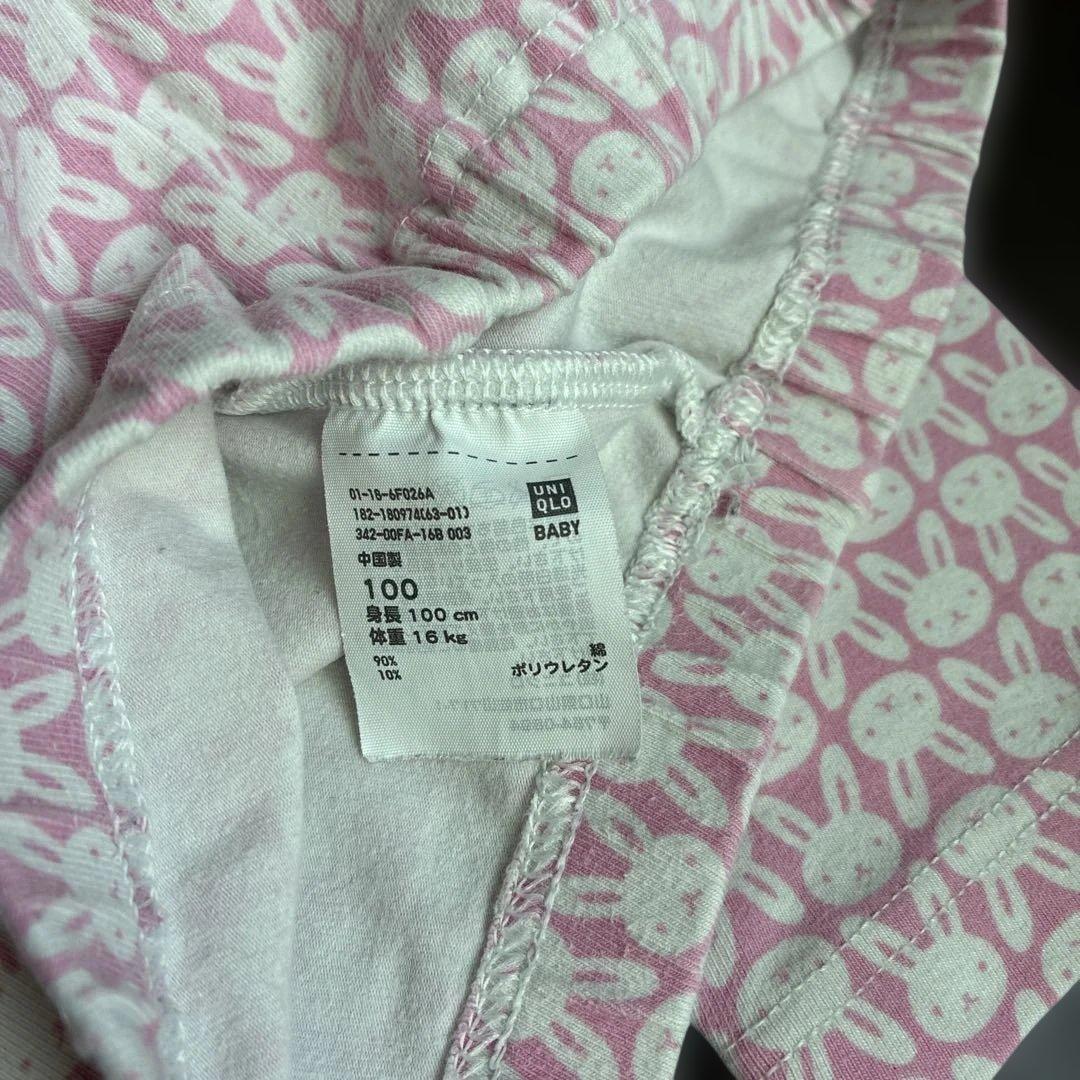 01-18-6F026A
182-180974(63-01)
342-00FA-16B 003
中国製
100
身長 100 cm
体重 16 kg
90%
10%
UNI
QLO
BABY
綿
ポリウレタン